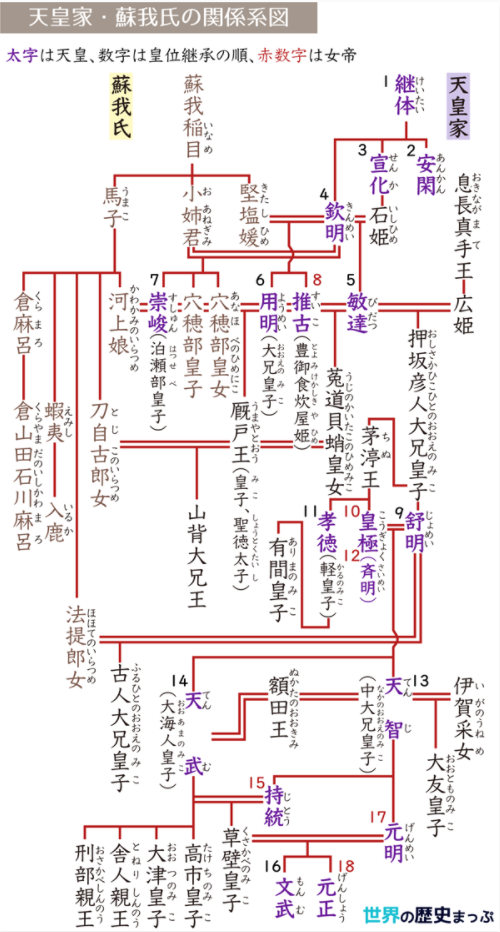 天皇家・蘇我氏の関係系図
太字は天皇、数字は皇位継承の順、赤数字は女帝
天皇家
1
継体
けいたい
2
安閑
あんかん
3
宣化
せんか
石姫
いしひめ
息長真手王
おきながまて
広姫
4
欽明
きんめい
蘇我氏
蘇我稲目
いなめ
堅塩媛
きたしひめ
小姉君
おあねぎみ
馬子
うまこ
5
敏達
びだつ
8
推古
すいこ
(豊御食炊屋姫)
とよみけかしきやひめ
6
用明
ようめい
(大兄皇子)
おおえのみこ
穴穂部皇女
あなほべのひめにこ
穴穂部皇子
7
崇峻
すしゅん
(泊瀬部皇子)
はつせべ
河上娘
かわかみのいらつめ
刀自古郎女
とじこのいらつめ
蝦夷
えみし
入鹿
いるか
倉麻呂
くらまろ
倉山田石川麻呂
くらやまだのいしかわまろ
押坂彦人大兄皇子
おしさかひこひとのおおえのみこ
菟道貝蛸皇女
うじのかいたこのひめみこ
厩戸王
うまやとおう
(皇子、聖徳太子)
みこ しょうとくたいし
山背大兄王
茅渟王
ちぬ
9
舒明
じょめい
10
皇極
こうぎょく
12
(斉明)
さいめい
11
孝徳
(軽皇子)
かるのみこ
有間皇子
ありまのみこ
法提郎女
ほほてのいらつめ
古人大兄皇子
ふるひとのおおえのみこ
伊賀采女
いがのうねめ
13
天智
てんじ
(中大兄皇子)
なかのおおえのみこ
額田王
ぬかたのおおきみ
14
天武
てんむ
(大海人皇子)
おおあまのみこ
大友皇子
おおとものみこ
15
持統
じとう
17
元明
げんめい
草壁皇子
くさかべのみこ
高市皇子
たけちのみこ
大津皇子
おおつのみこ
舎人親王
とねりしんのう
刑部親王
おさかべしんのう
18
元正
げんしょう
16
文武
もんむ
世界の歴史まっぷ